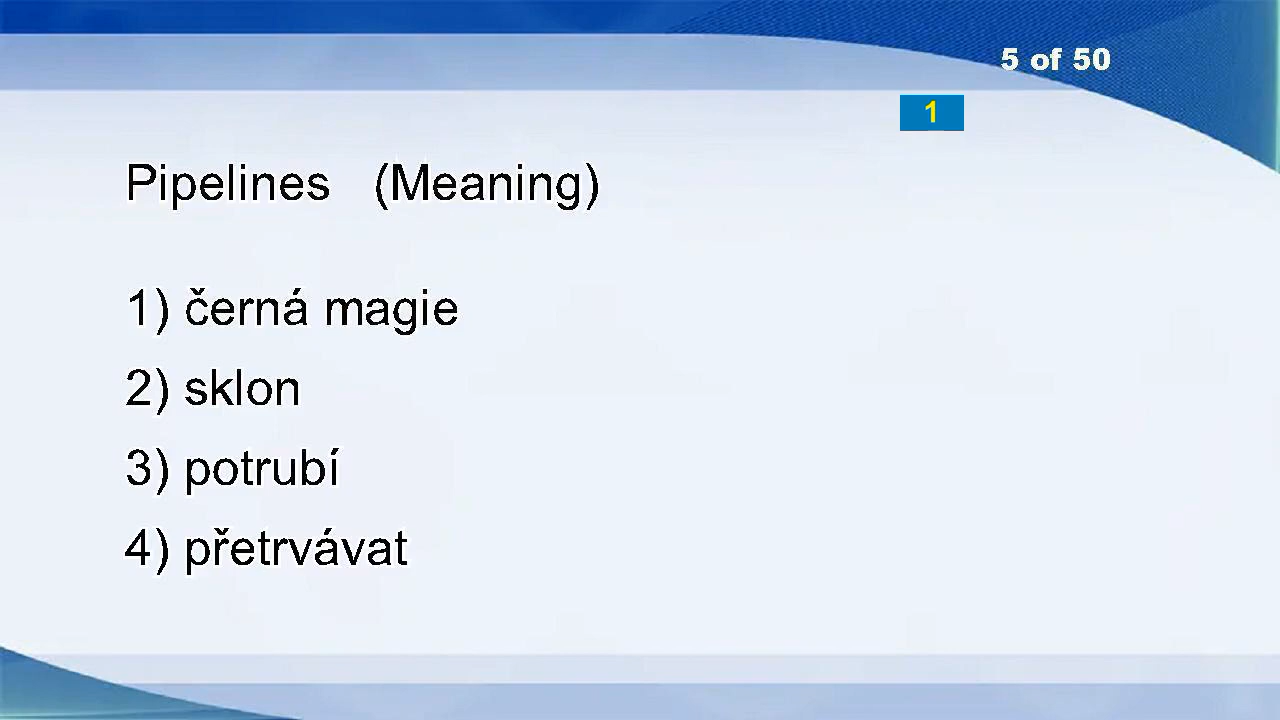 5 of 50
1
Pipelines (Meaning)
1) černá magie
2) sklon
3) potrubí
4) přetrvávat